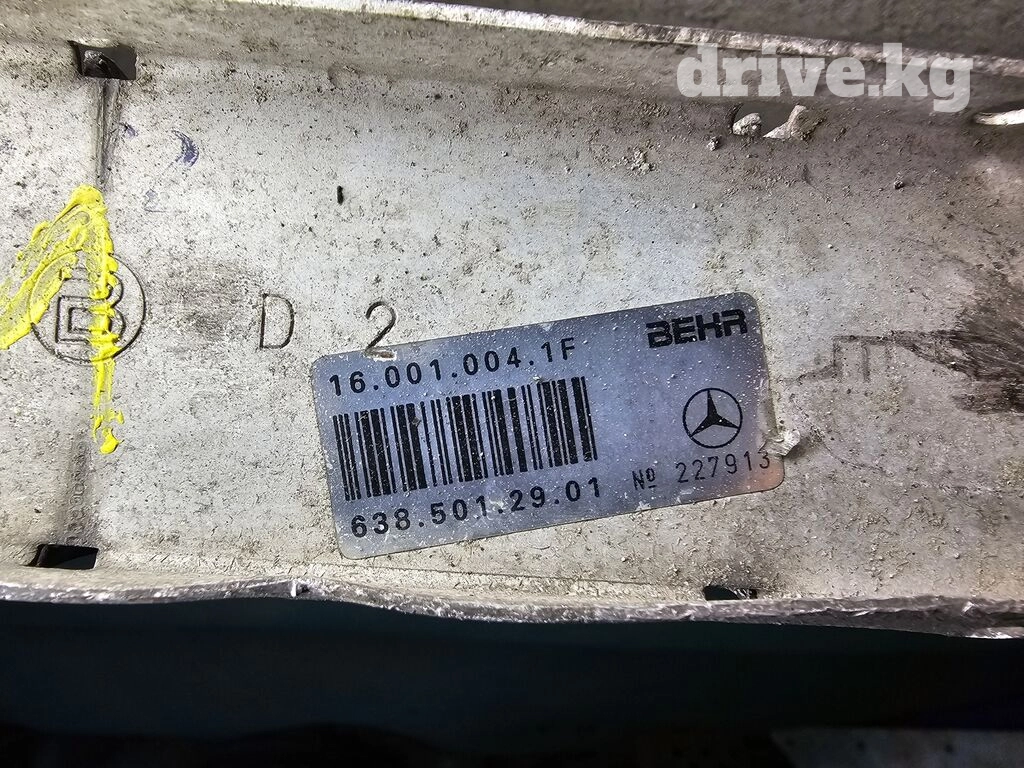 drive.kg
B D 2
BEHR
16.001.004.1F
638.501.29.01 Nº 227913